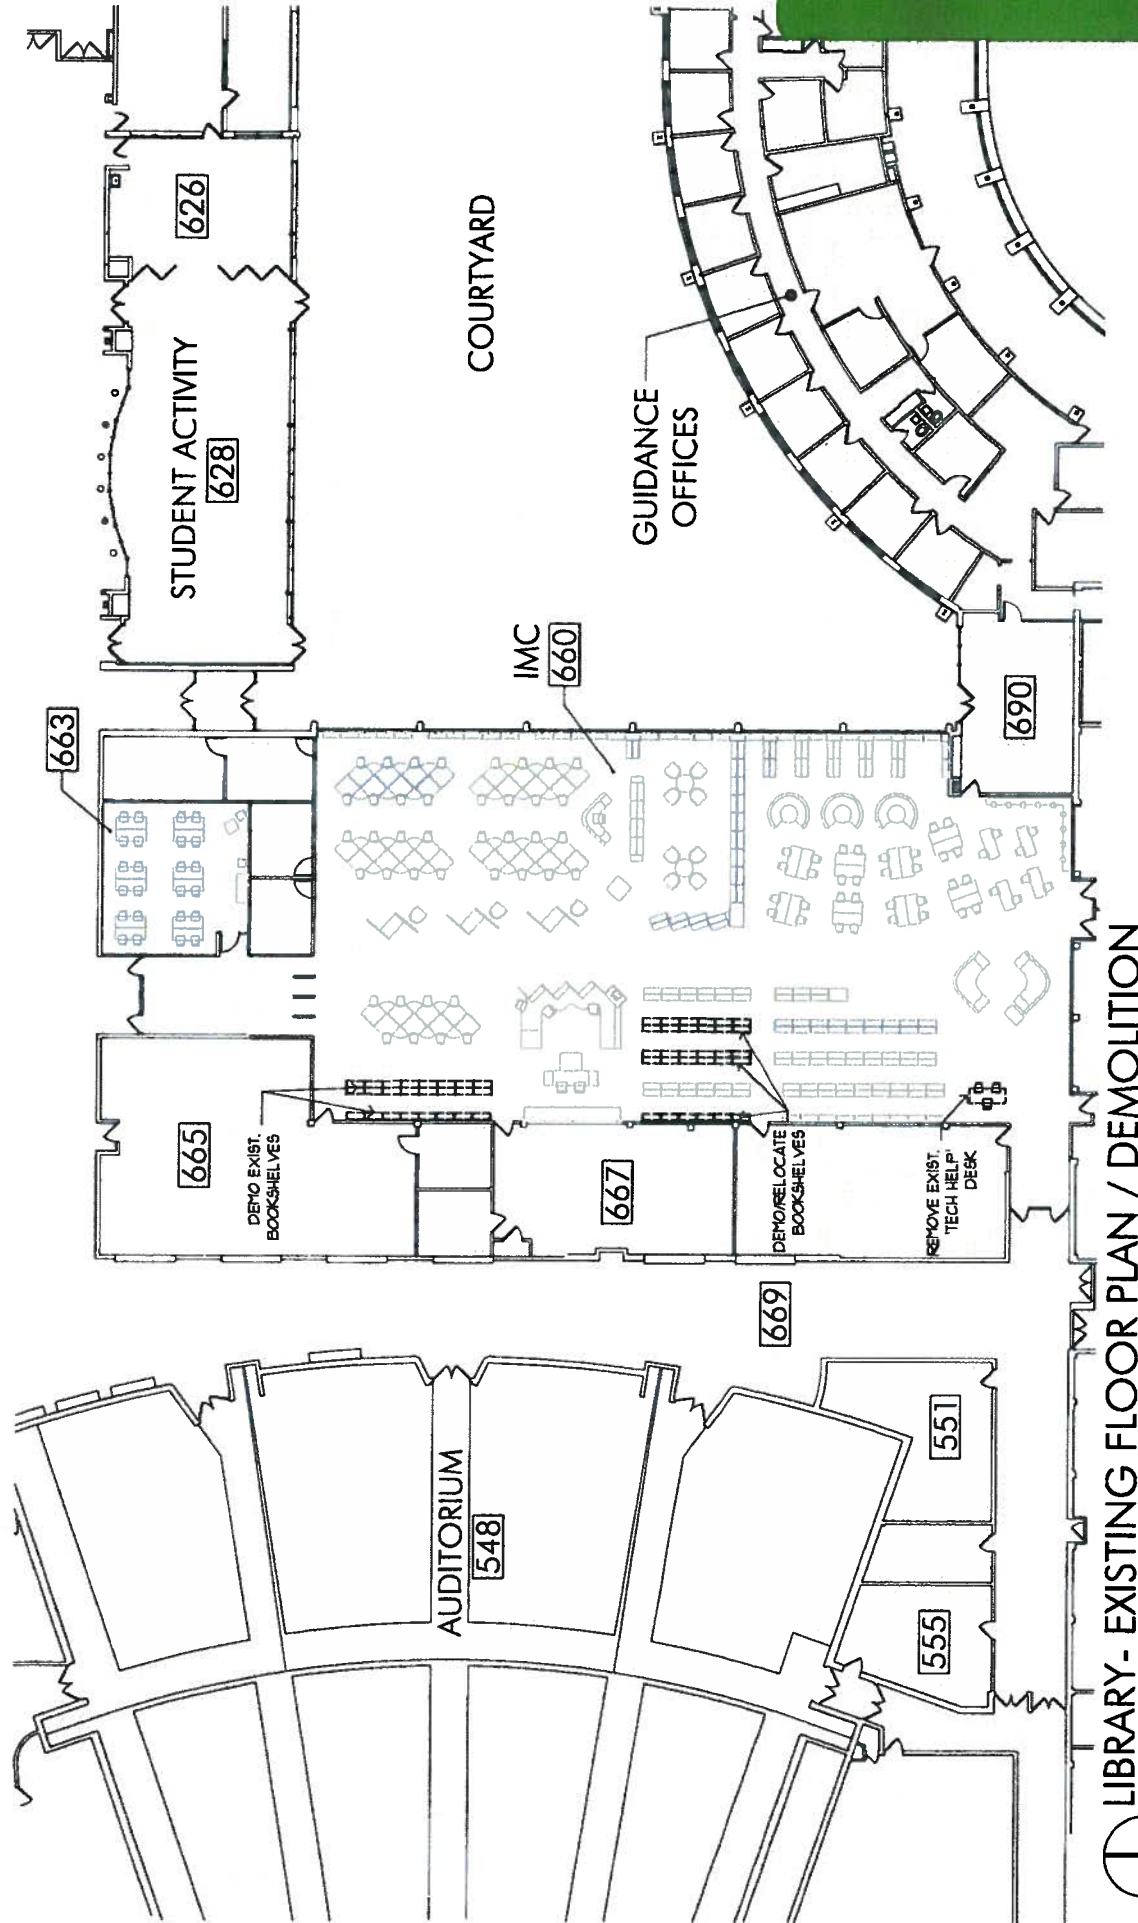 626
STUDENT ACTIVITY
628
COURTYARD
GUIDANCE
OFFICES
663
IMC
660
690
665
DEMO EXIST.
BOOKSHELVES
667
DEMO/RELOCATE
BOOKSHELVES
REMOVE EXIST.
'TECH HELP'
DESK
669
AUDITORIUM
548
551
555
LIBRARY- EXISTING FLOOR PLAN / DEMOLITION